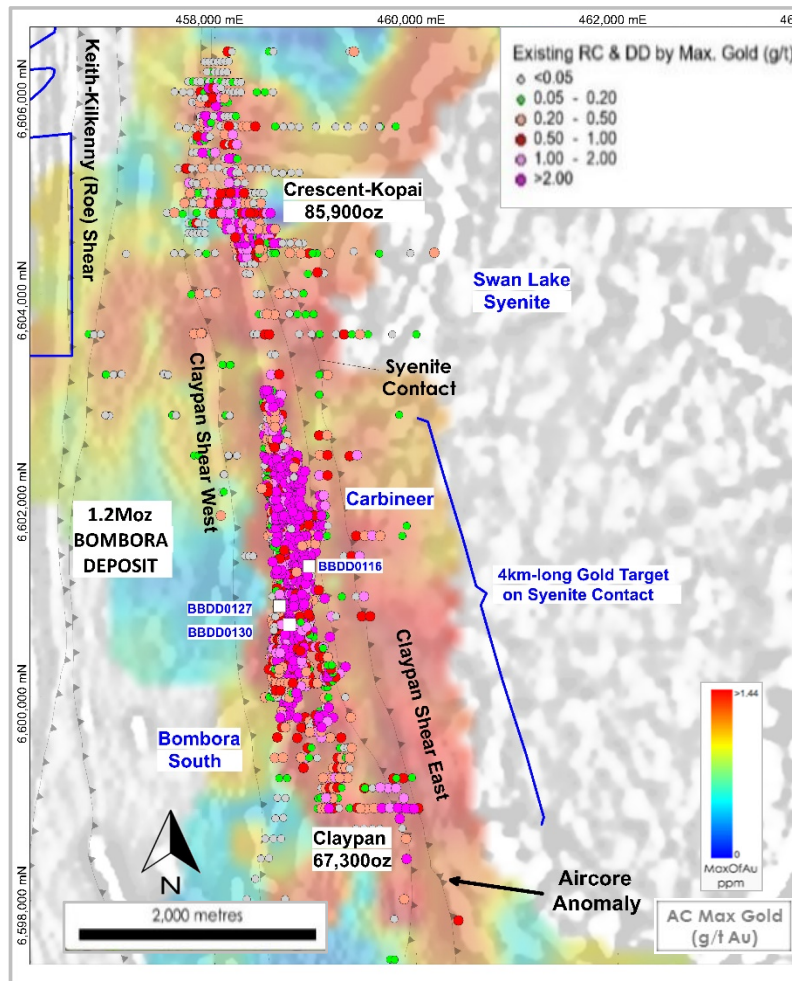 458,000 mE
460,000 mE
462,000 mE
46
6,606,000 mN
6,604,000 mN
6,602,000 mN
6,600,000 mN
6,598,000 mN
Keith-Kilkenny (Roe) Shear
Existing RC & DD by Max. Gold (g/t)
<0.05
0.05 - 0.20
0.20 - 0.50
0.50 - 1.00
1.00 - 2.00
>2.00
Crescent-Kopai
85,900oz
Swan Lake
Syenite
Syenite
Contact
Claypan Shear West
1.2Moz
BOMBORA
DEPOSIT
Carbineer
BBDD0116
BBDD0127
BBDD0130
4km-long Gold Target
on Syenite Contact
Claypan Shear East
Bombora
South
Claypan
67,300oz
Aircore
Anomaly
N
2,000 metres
>1.44
0
MaxOfAu
ppm
AC Max Gold
(g/t Au)